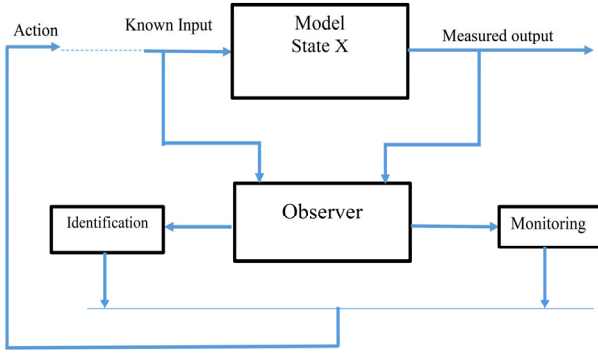 Action
Known Input
Model
State X
Measured output
Observer
Identification
Monitoring